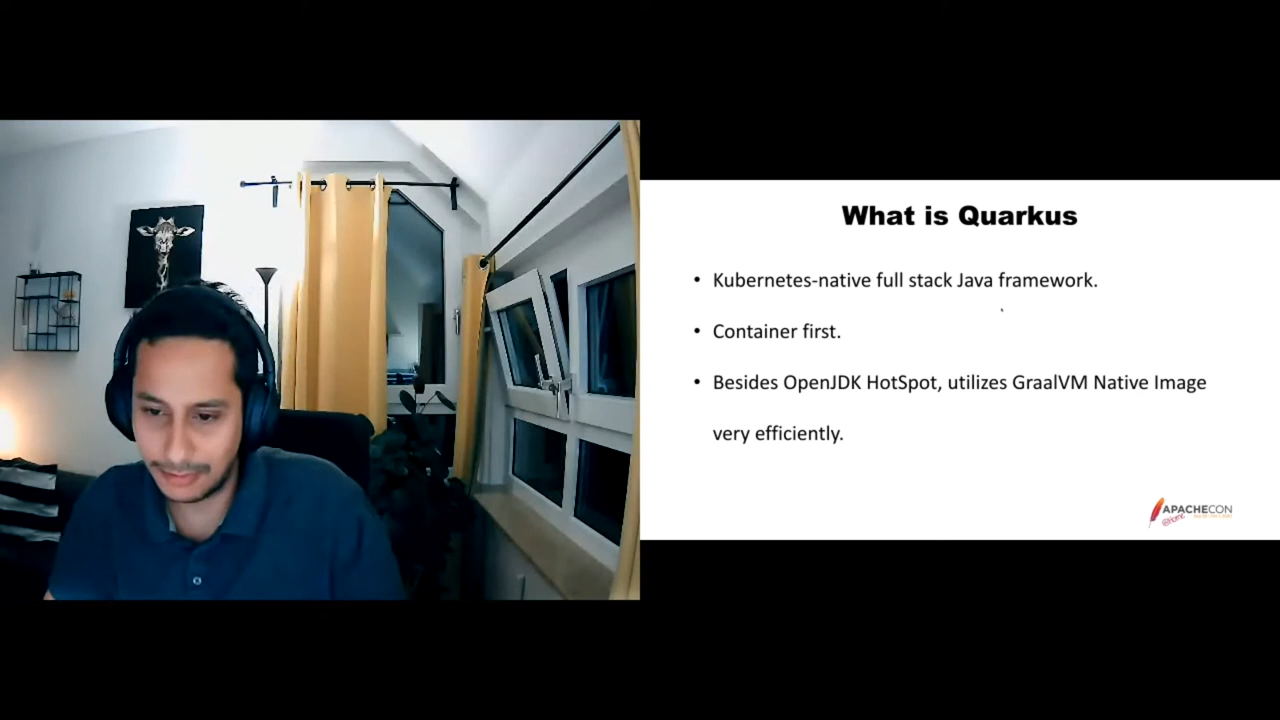 What is Quarkus
• Kubernetes-native full stack Java framework.
• Container first.
• Besides OpenJDK HotSpot, utilizes GraalVM Native Image
very efficiently.
APACHECON
@Home